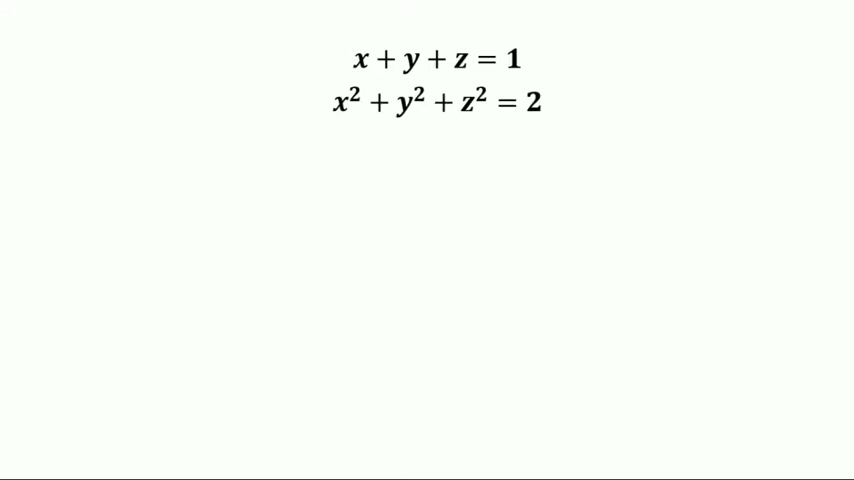 x + y + z = 1
x² + y² + z² = 2